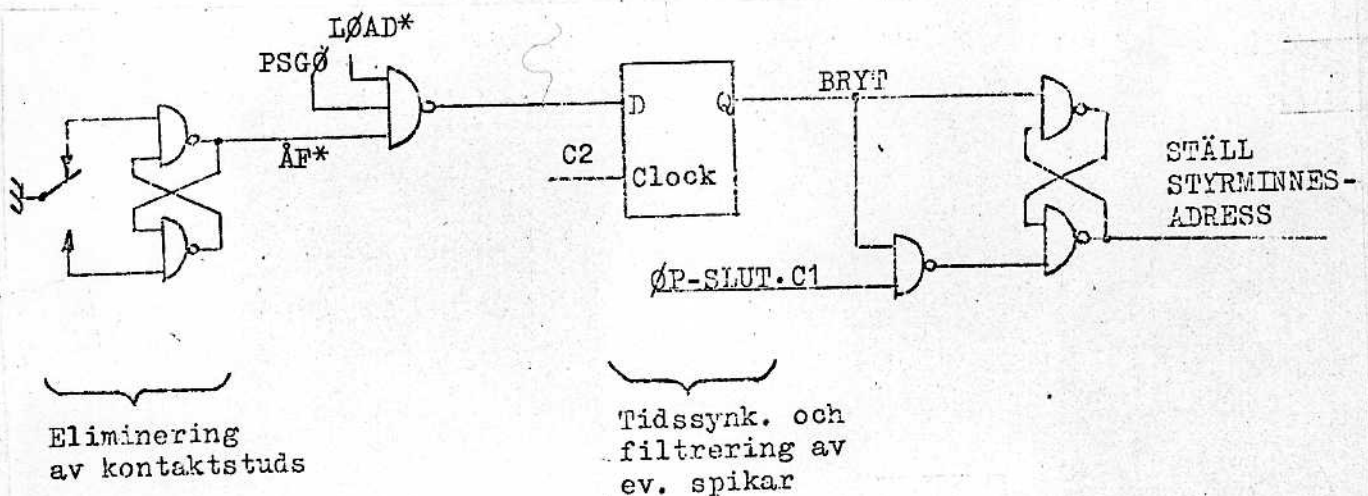 LØAD*
PSGØ
ÅF*
D
Q
C2
Clock
BRYT
ØP-SLUT.C1
STÄLL
STYRMINNES-
ADRESS
Eliminering
av kontaktstuds
Tidssynk. och
filtrering av
ev. spikar